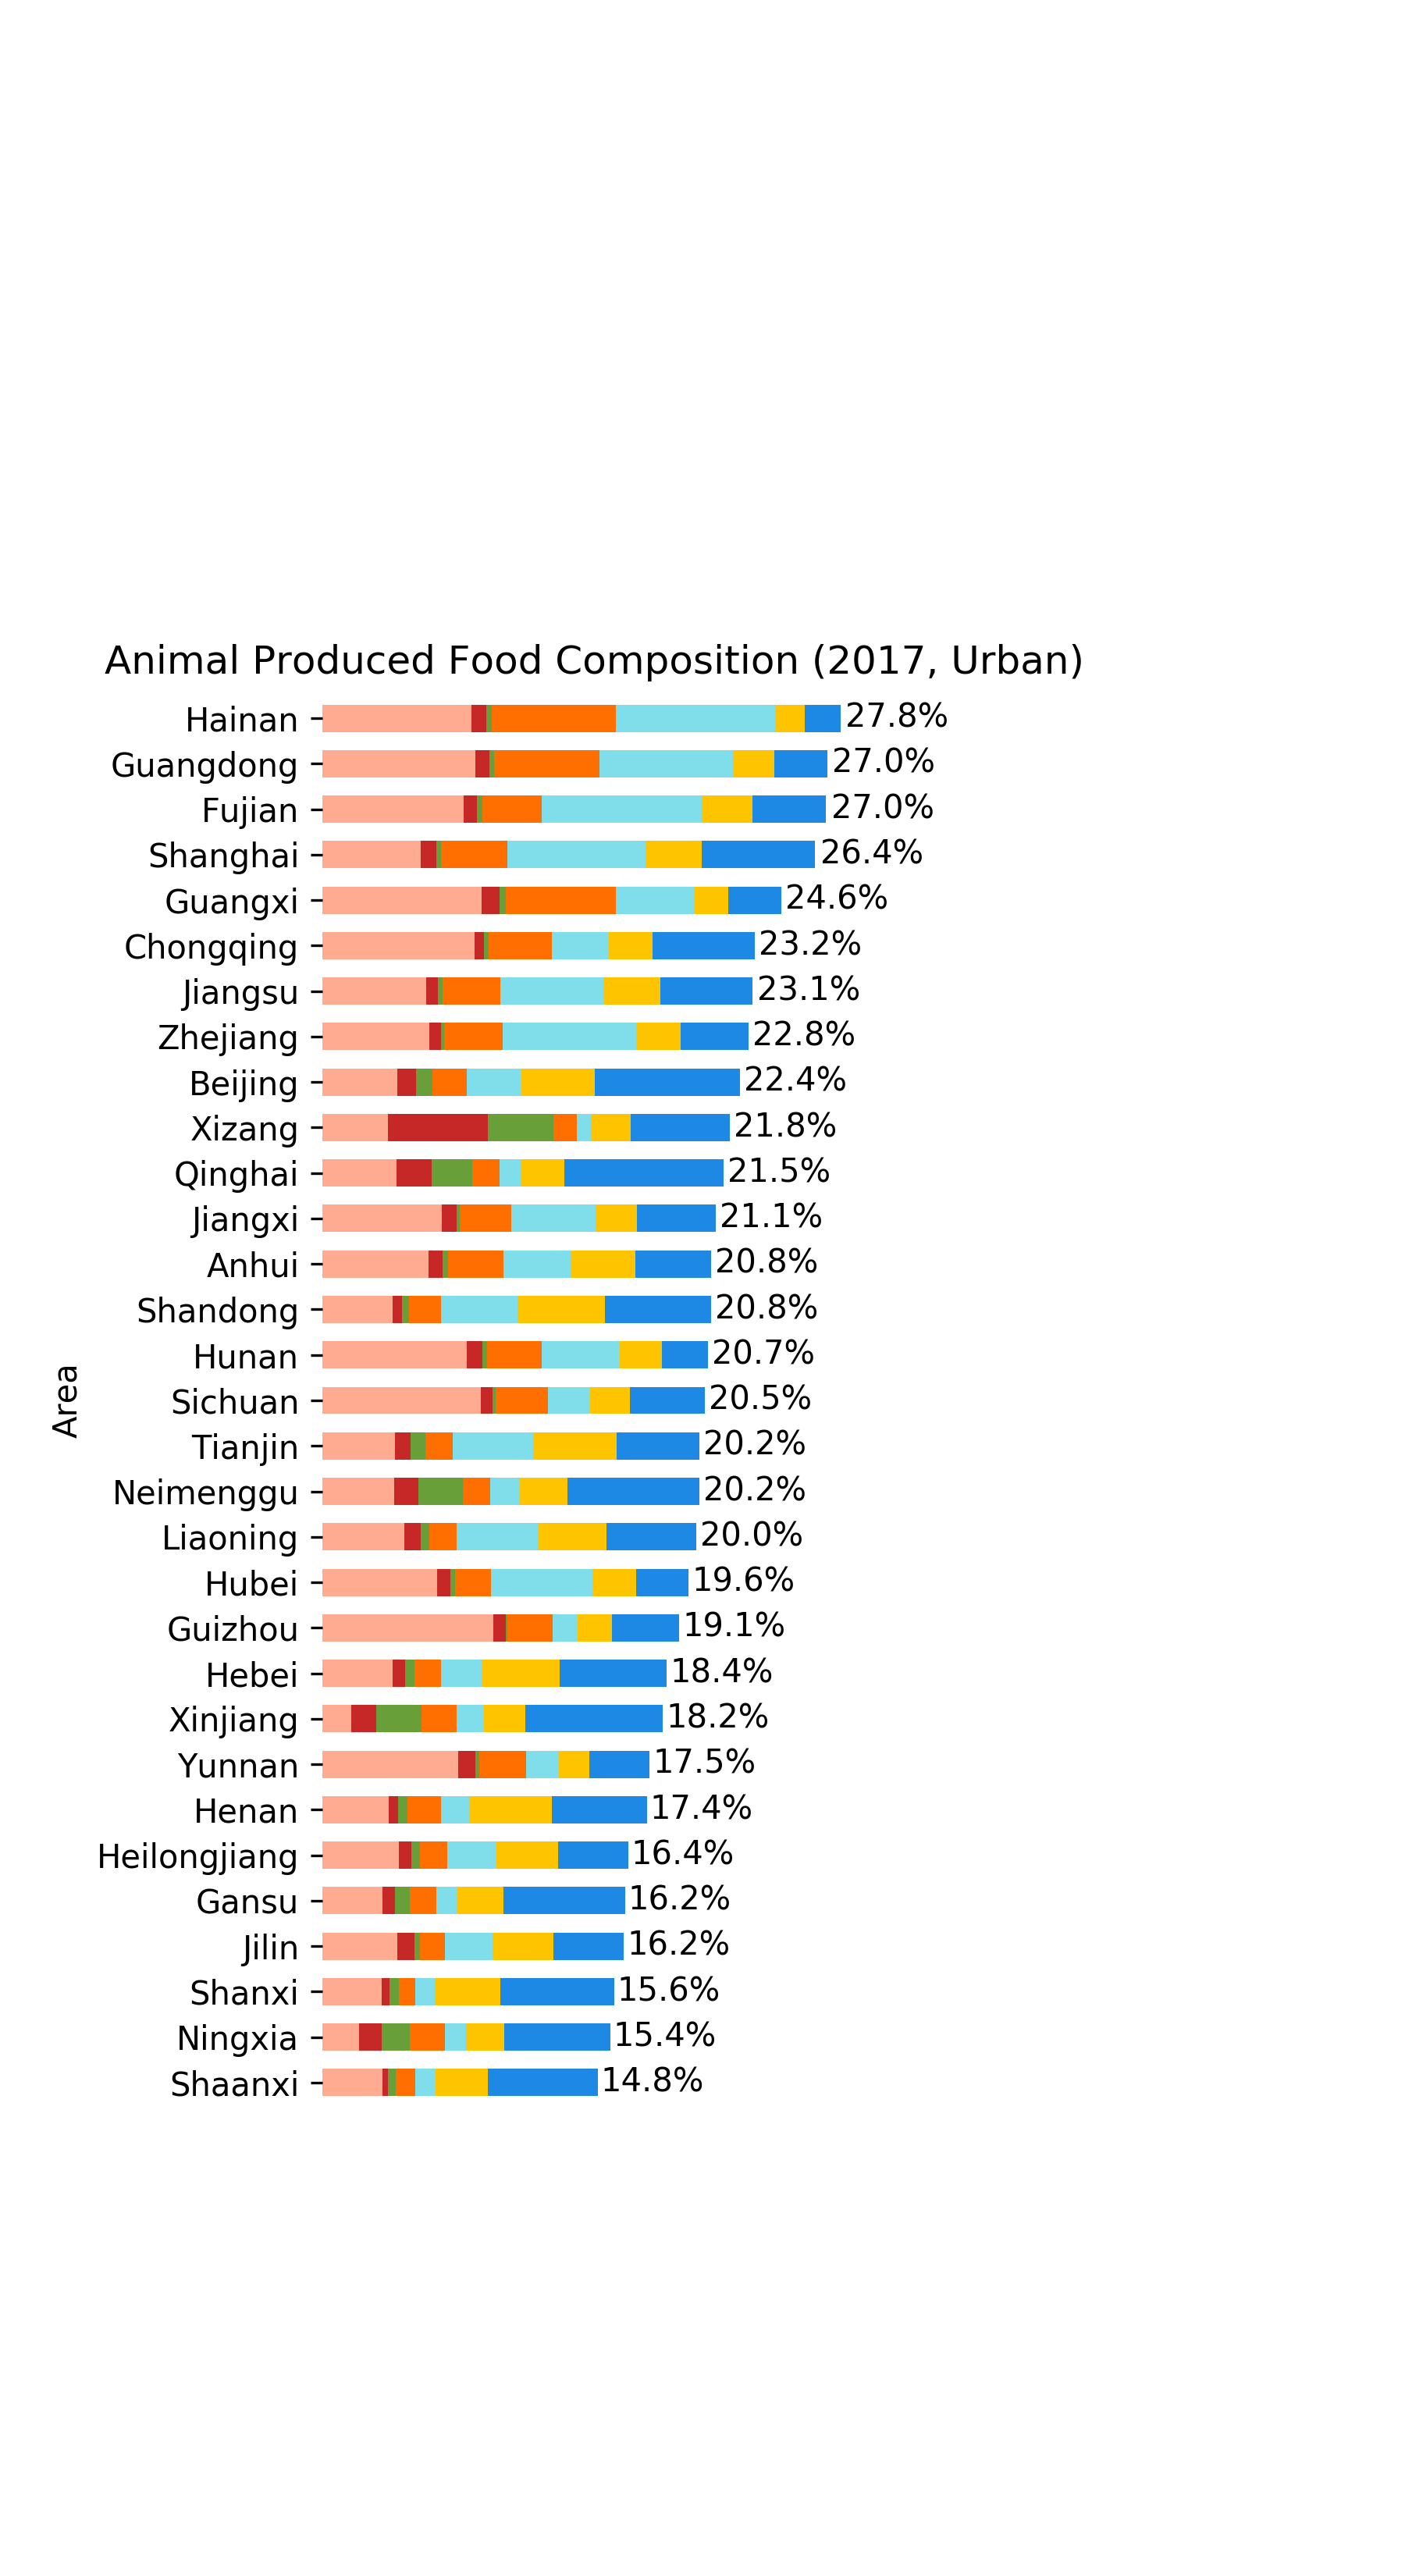 Animal Produced Food Composition (2017, Urban)
Hainan 27.8%
Guangdong 27.0%
Fujian 27.0%
Shanghai 26.4%
Guangxi 24.6%
Chongqing 23.2%
Jiangsu 23.1%
Zhejiang 22.8%
Beijing 22.4%
Xizang 21.8%
Qinghai 21.5%
Jiangxi 21.1%
Anhui 20.8%
Shandong 20.8%
Hunan 20.7%
Area
Sichuan 20.5%
Tianjin 20.2%
Neimenggu 20.2%
Liaoning 20.0%
Hubei 19.6%
Guizhou 19.1%
Hebei 18.4%
Xinjiang 18.2%
Yunnan 17.5%
Henan 17.4%
Heilongjiang 16.4%
Gansu 16.2%
Jilin 16.2%
Shanxi 15.6%
Ningxia 15.4%
Shaanxi 14.8%